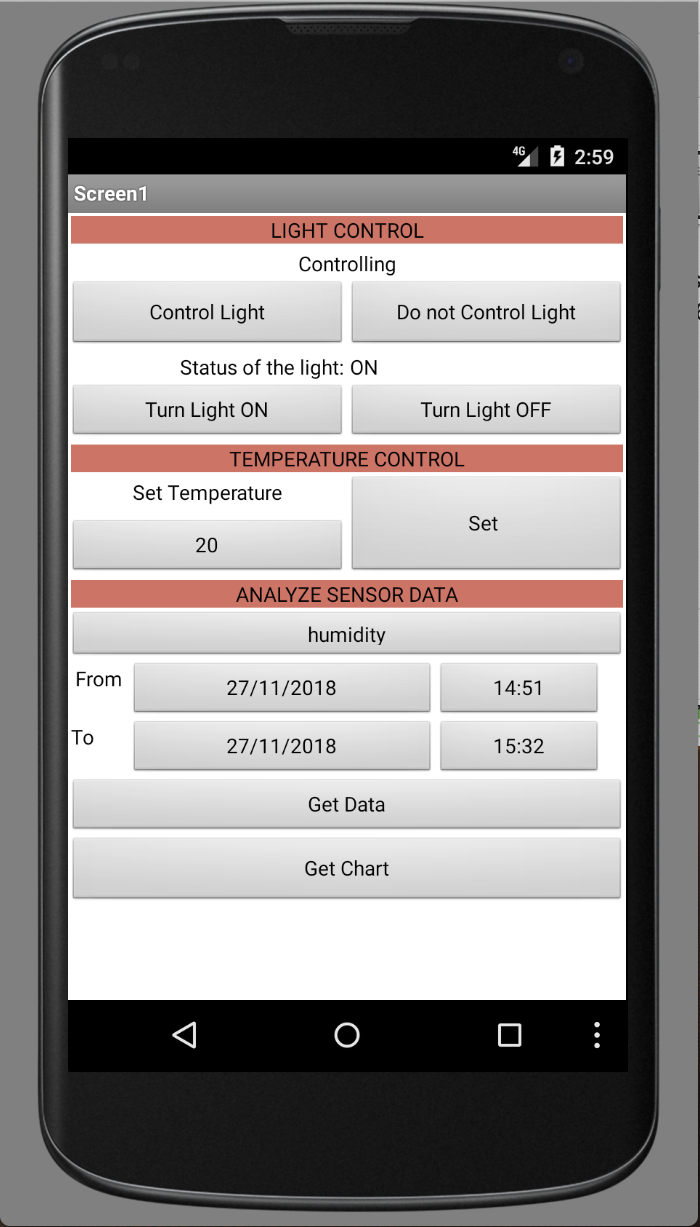 4G 2:59
Screen1
LIGHT CONTROL
Controlling
Control Light Do not Control Light
Status of the light: ON
Turn Light ON Turn Light OFF
TEMPERATURE CONTROL
Set Temperature
Set
20
ANALYZE SENSOR DATA
humidity
From 27/11/2018 14:51
To 27/11/2018 15:32
Get Data
Get Chart